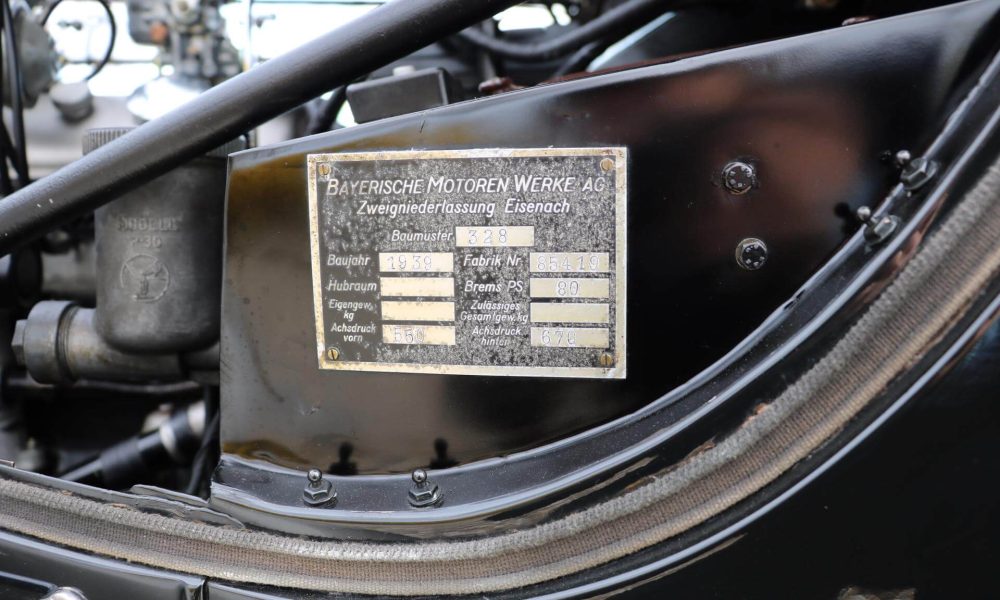 BAYERISCHE MOTOREN WERKE AG
Zweigniederlassung Eisenach
Baumuster 328
Baujahr 1939 Fabrik Nr 85419
Hubraum Brems PS. 80
Eigengew. kg Zulässiges Gesamtgew. kg
Achsdruck vorn 550 Achsdruck hinten 670